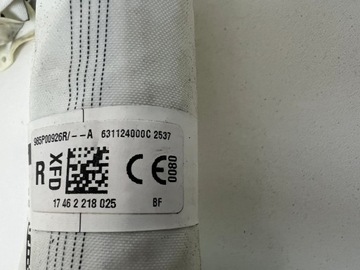 985P00926R/--A 631124000C 2537
R
XFD
CE
0080
17 46 2 218 025
BF